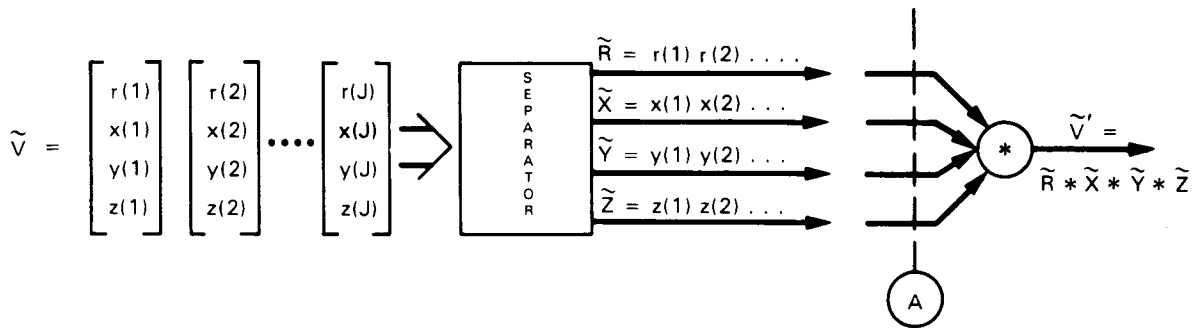 Ṽ =
r(1)
x(1)
y(1)
z(1)
r(2)
x(2)
y(2)
z(2)
....
r(J)
x(J)
y(J)
z(J)
SEPARATOR
R̃ = r(1) r(2) . . . .
X̃ = x(1) x(2) . . .
Ỹ = y(1) y(2) . . .
Z̃ = z(1) z(2) . . .
A
*
Ṽ′ =
R̃ * X̃ * Ỹ * Z̃